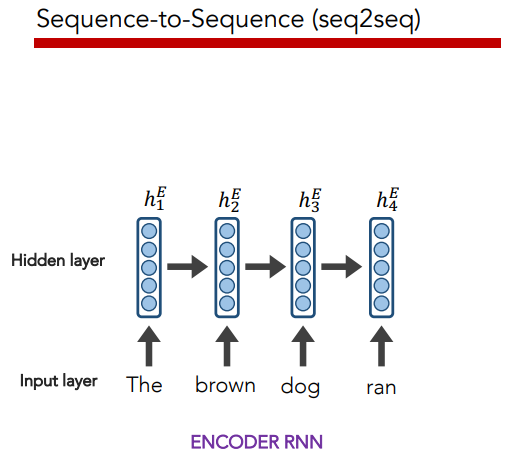 Sequence-to-Sequence (seq2seq)
h₁ᴱ h₂ᴱ h₃ᴱ h₄ᴱ
Hidden layer
Input layer The brown dog ran
ENCODER RNN